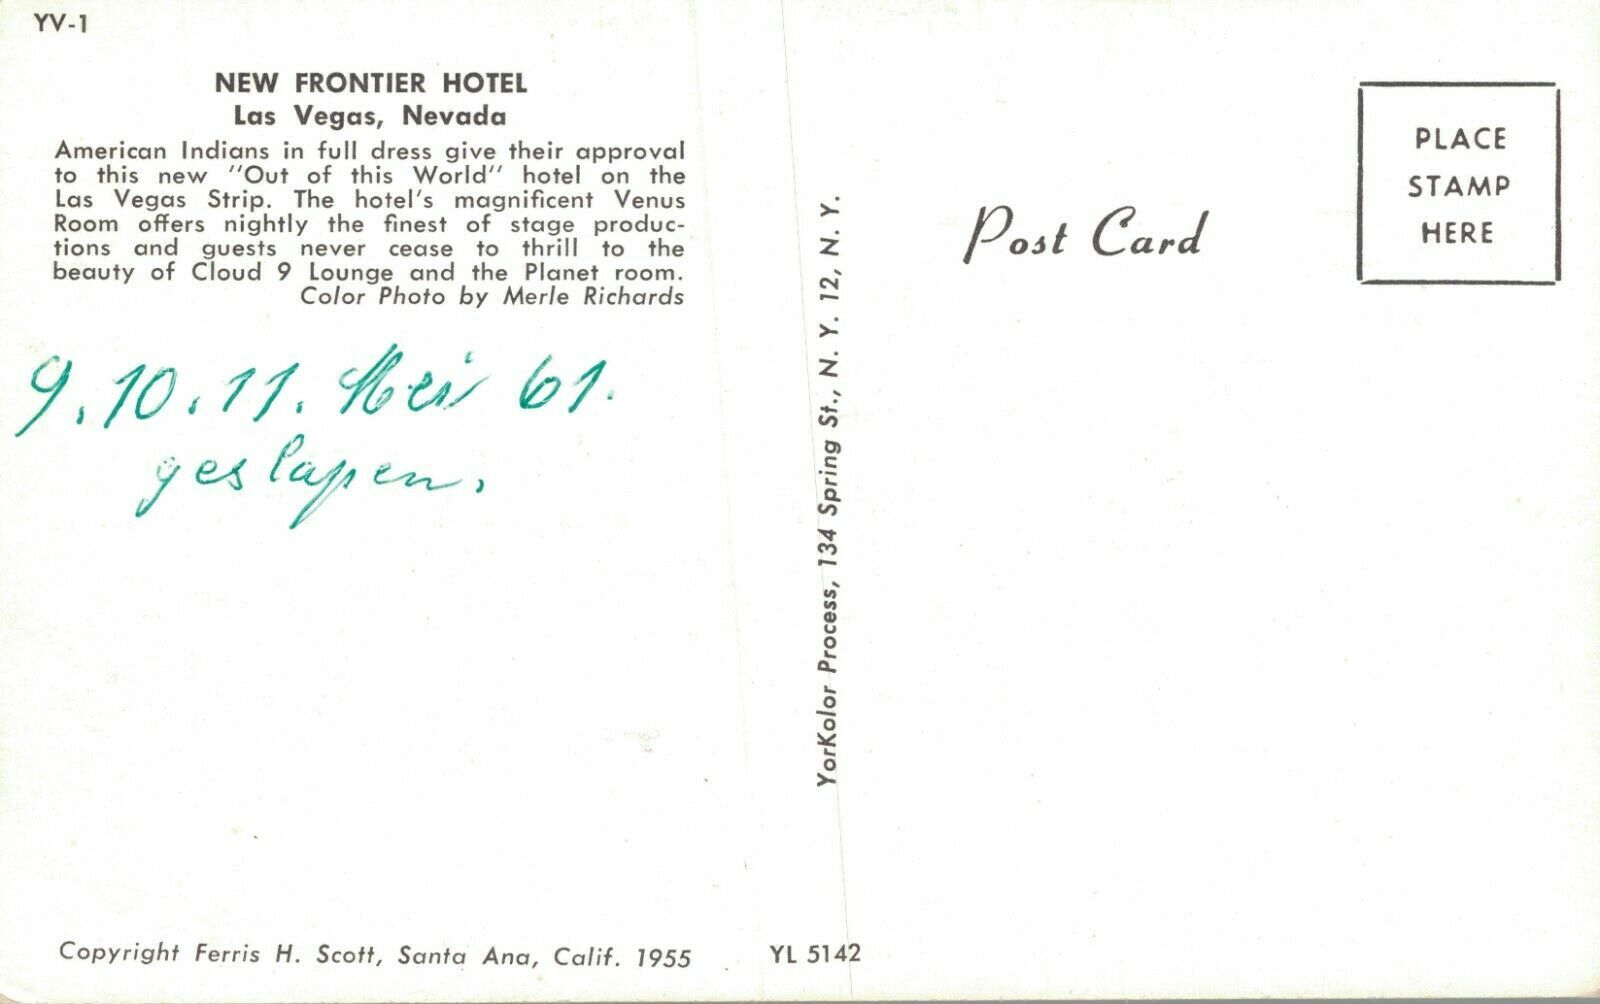 YV-1
NEW FRONTIER HOTEL
Las Vegas, Nevada
American Indians in full dress give their approval
to this new "Out of this World" hotel on the
Las Vegas Strip. The hotel's magnificent Venus
Room offers nightly the finest of stage produc-
tions and guests never cease to thrill to the
beauty of Cloud 9 Lounge and the Planet room.
Color Photo by Merle Richards
9.10.11. Mei 61.
geslapen.
Copyright Ferris H. Scott, Santa Ana, Calif. 1955
YL 5142
YorKolor Process, 134 Spring St., N. Y. 12, N. Y.
Post Card
PLACE
STAMP
HERE